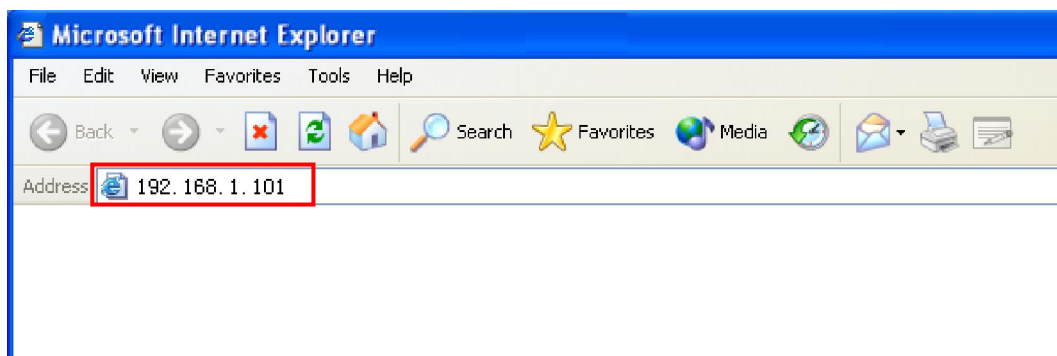 Microsoft Internet Explorer
File Edit View Favorites Tools Help
Back Search Favorites Media
Address 192.168.1.101